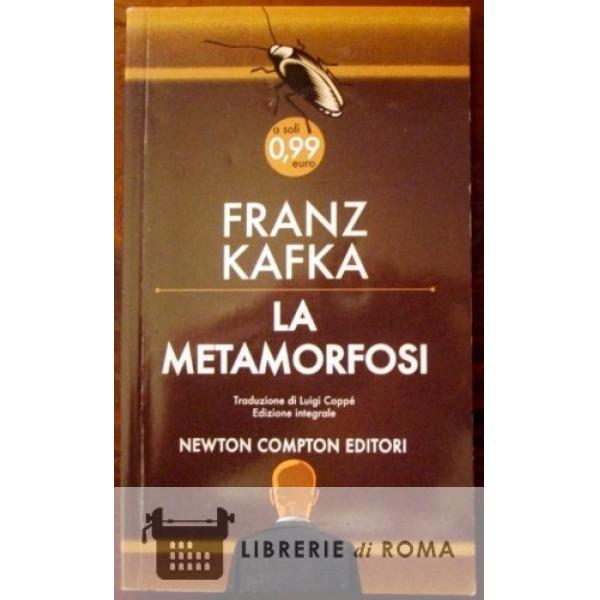 a soli
0,99
euro
FRANZ
KAFKA
LA
METAMORFOSI
Traduzione di Luigi Coppé
Edizione integrale
NEWTON COMPTON EDITORI
LIBRERIE di ROMA